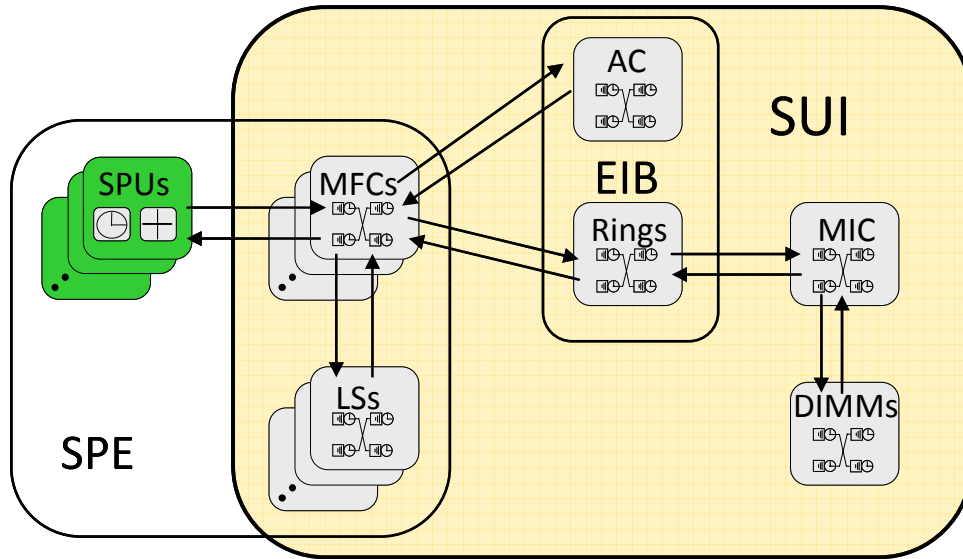 AC
SUI
SPUs
MFCs
EIB
Rings
MIC
LSs
DIMMs
SPE